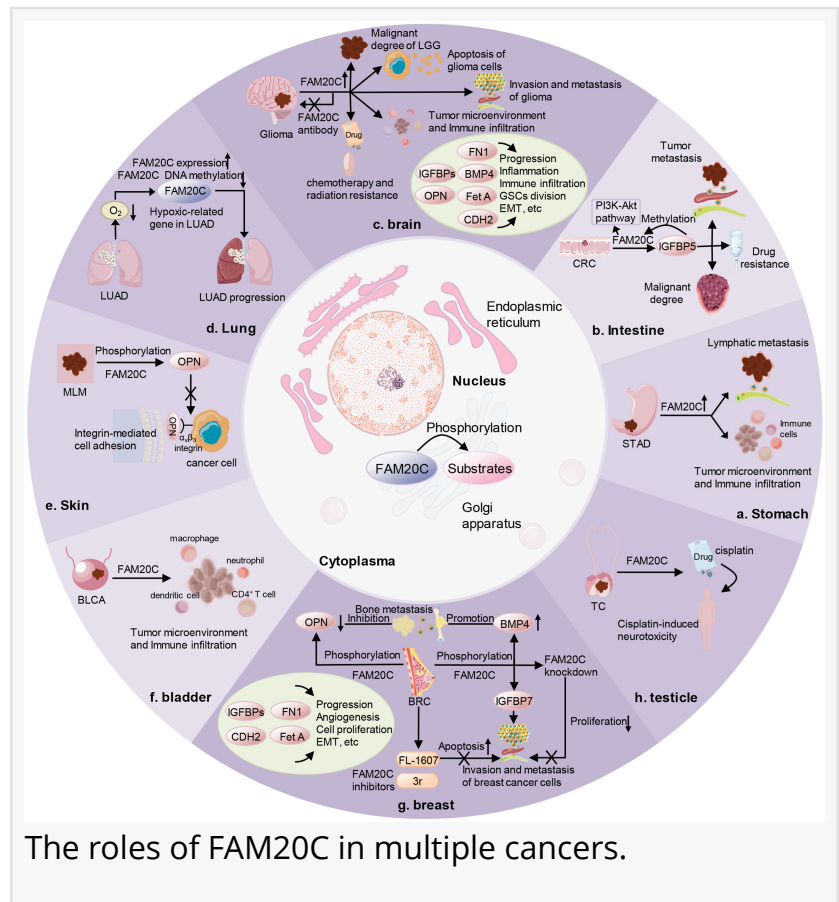 Malignant
degree of LGG
Apoptosis of
glioma cells
FAM20C
Invasion and metastasis
of glioma
Glioma
FAM20C
antibody
Drug
Tumor microenvironment
and Immune infiltration
chemotherapy and
radiation resistance
FN1
IGFBPs
BMP4
OPN
Fet A
CDH2
Progression
Inflammation
Immune infiltration
GSCs division
EMT, etc
c. brain
Tumor
metastasis
PI3K-Akt
pathway
Methylation
FAM20C
IGFBP5
CRC
Drug
resistance
Malignant
degree
b. Intestine
FAM20C expression
FAM20C DNA methylation
FAM20C
O2
Hypoxic-related
gene in LUAD
LUAD
LUAD progression
d. Lung
Endoplasmic
reticulum
Nucleus
Phosphorylation
FAM20C
Substrates
Golgi
apparatus
Cytoplasma
Lymphatic metastasis
FAM20C
STAD
Immune
cells
Tumor microenvironment
and Immune infiltration
a. Stomach
Phosphorylation
OPN
FAM20C
MLM
Integrin-mediated
cell adhesion
OPN
αvβ3
integrin
cancer cell
e. Skin
macrophage
neutrophil
FAM20C
BLCA
dendritic cell
CD4+ T cell
Tumor microenvironment
and Immune infiltration
f. bladder
FAM20C
Drug
cisplatin
TC
Cisplatin-induced
neurotoxicity
h. testicle
Bone metastasis
OPN
Inhibition
Promotion
BMP4
Phosphorylation
FAM20C
Phosphorylation
FAM20C
FAM20C
knockdown
BRC
IGFBP7
Proliferation
IGFBPs
FN1
CDH2
Fet A
Progression
Angiogenesis
Cell proliferation
EMT, etc
Apoptosis
FL-1607
FAM20C
inhibitors
3r
Invasion and metastasis
of breast cancer cells
g. breast
The roles of FAM20C in multiple cancers.